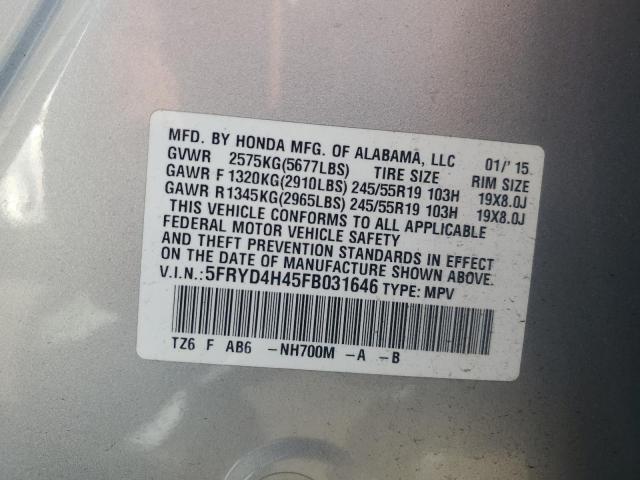 MFD. BY HONDA MFG. OF ALABAMA, LLC 01/'15
GVWR 2575KG(5677LBS) TIRE SIZE RIM SIZE
GAWR F 1320KG(2910LBS) 245/55R19 103H 19X8.0J
GAWR R 1345KG(2965LBS) 245/55R19 103H 19X8.0J
THIS VEHICLE CONFORMS TO ALL APPLICABLE
FEDERAL MOTOR VEHICLE SAFETY
AND THEFT PREVENTION STANDARDS IN EFFECT
ON THE DATE OF MANUFACTURE SHOWN ABOVE.
V.I.N.: 5FRYD4H45FB031646 TYPE: MPV
TZ6 F AB6 -NH700M -A -B